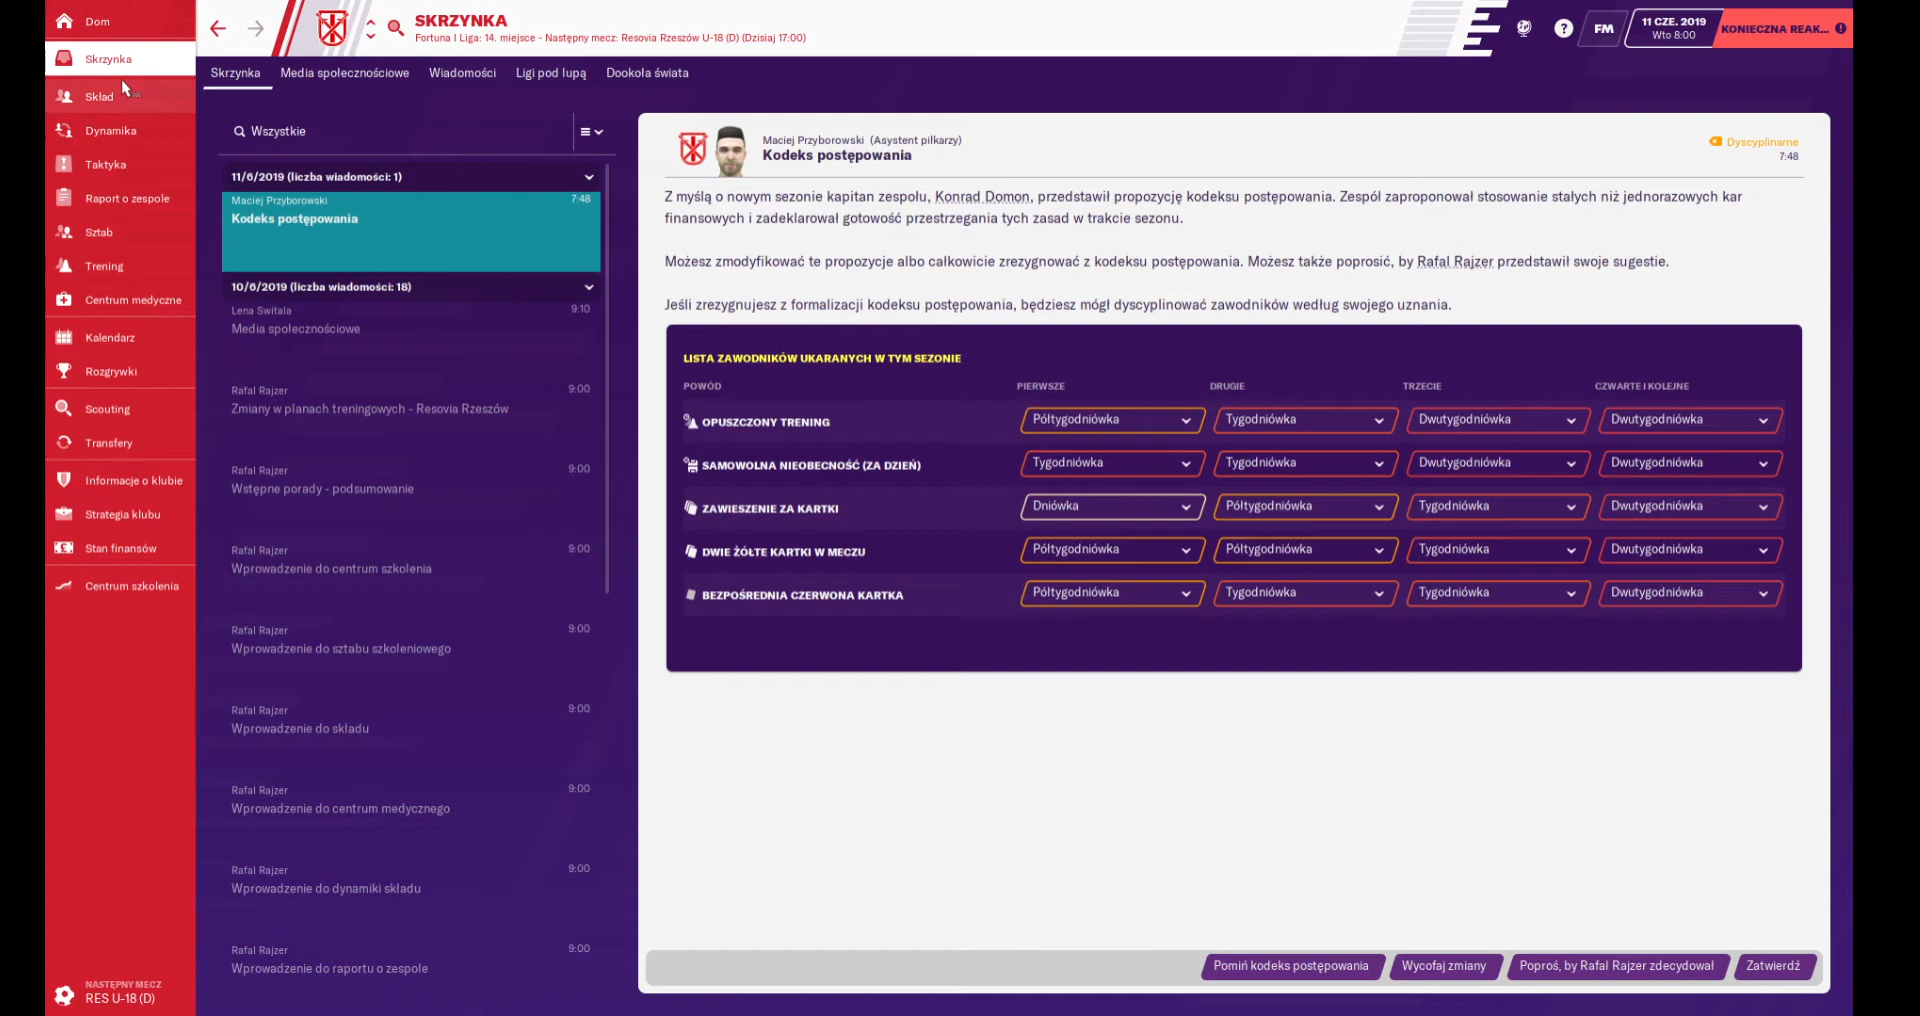 Dom
Skrzynka
Skład
Dynamika
Taktyka
Raport o zespole
Sztab
Trening
Centrum medyczne
Kalendarz
Rozgrywki
Scouting
Transfery
Informacje o klubie
Strategia klubu
Stan finansów
Centrum szkolenia
NASTĘPNY MECZ
RES U-18 (D)
SKRZYNKA
Fortuna I Liga: 14. miejsce - Następny mecz: Resovia Rzeszów U-18 (D) (Dzisiaj 17:00)
FM
11 CZE. 2019
Wto 8:00
KONIECZNA REAK...
Skrzynka Media społecznościowe Wiadomości Ligi pod lupą Dookoła świata
Wszystkie
11/6/2019 (liczba wiadomości: 1)
Maciej Przyborowski 7:48
Kodeks postępowania
10/6/2019 (liczba wiadomości: 18)
Lena Switala 9:10
Media społecznościowe
Rafal Rajzer 9:00
Zmiany w planach treningowych - Resovia Rzeszów
Rafal Rajzer 9:00
Wstępne porady - podsumowanie
Rafal Rajzer 9:00
Wprowadzenie do centrum szkolenia
Rafal Rajzer 9:00
Wprowadzenie do sztabu szkoleniowego
Rafal Rajzer 9:00
Wprowadzenie do składu
Rafal Rajzer 9:00
Wprowadzenie do centrum medycznego
Rafal Rajzer 9:00
Wprowadzenie do dynamiki składu
Rafal Rajzer 9:00
Wprowadzenie do raportu o zespole
Maciej Przyborowski (Asystent piłkarzy)
Kodeks postępowania
Dyscyplinarne
7:48
Z myślą o nowym sezonie kapitan zespołu, Konrad Domon, przedstawił propozycję kodeksu postępowania. Zespół zaproponował stosowanie stałych niż jednorazowych kar
finansowych i zadeklarował gotowość przestrzegania tych zasad w trakcie sezonu.
Możesz zmodyfikować te propozycje albo całkowicie zrezygnować z kodeksu postępowania. Możesz także poprosić, by Rafal Rajzer przedstawił swoje sugestie.
Jeśli zrezygnujesz z formalizacji kodeksu postępowania, będziesz mógł dyscyplinować zawodników według swojego uznania.
LISTA ZAWODNIKÓW UKARANYCH W TYM SEZONIE
POWÓD PIERWSZE DRUGIE TRZECIE CZWARTE I KOLEJNE
OPUSZCZONY TRENING Półtygodniówka Tygodniówka Dwutygodniówka Dwutygodniówka
SAMOWOLNA NIEOBECNOŚĆ (ZA DZIEŃ) Tygodniówka Tygodniówka Dwutygodniówka Dwutygodniówka
ZAWIESZENIE ZA KARTKI Dniówka Półtygodniówka Tygodniówka Dwutygodniówka
DWIE ŻÓŁTE KARTKI W MECZU Półtygodniówka Półtygodniówka Tygodniówka Dwutygodniówka
BEZPOŚREDNIA CZERWONA KARTKA Półtygodniówka Tygodniówka Tygodniówka Dwutygodniówka
Pomiń kodeks postępowania Wycofaj zmiany Poproś, by Rafal Rajzer zdecydował Zatwierdź